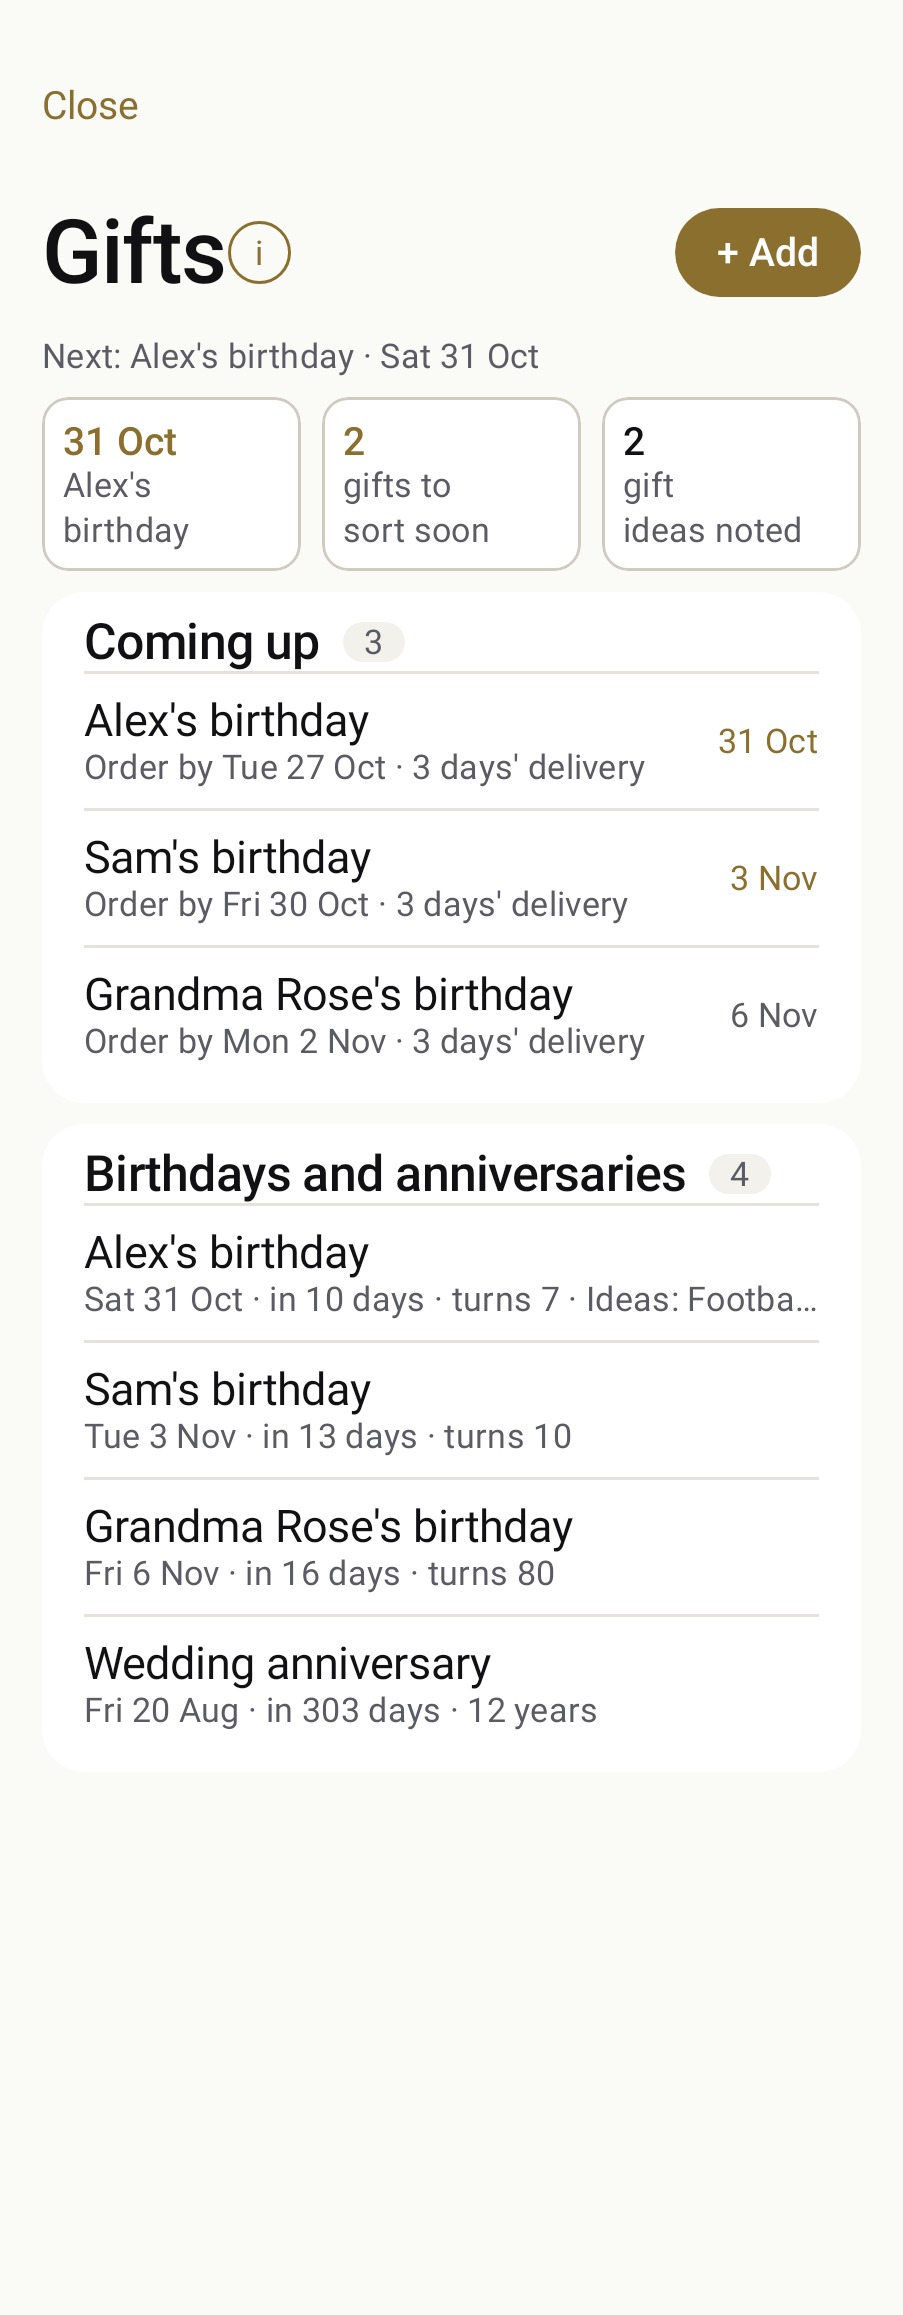 Close
Gifts i
+ Add
Next: Alex's birthday · Sat 31 Oct
31 Oct
Alex's
birthday
2
gifts to
sort soon
2
gift
ideas noted
Coming up 3
Alex's birthday
Order by Tue 27 Oct · 3 days' delivery
31 Oct
Sam's birthday
Order by Fri 30 Oct · 3 days' delivery
3 Nov
Grandma Rose's birthday
Order by Mon 2 Nov · 3 days' delivery
6 Nov
Birthdays and anniversaries 4
Alex's birthday
Sat 31 Oct · in 10 days · turns 7 · Ideas: Footba…
Sam's birthday
Tue 3 Nov · in 13 days · turns 10
Grandma Rose's birthday
Fri 6 Nov · in 16 days · turns 80
Wedding anniversary
Fri 20 Aug · in 303 days · 12 years